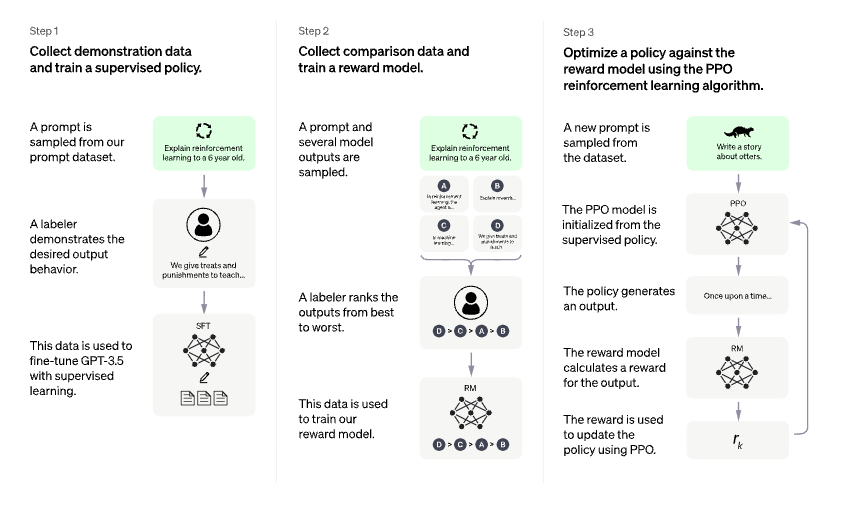 Step 1
Collect demonstration data
and train a supervised policy.
A prompt is
sampled from our
prompt dataset.
Explain reinforcement
learning to a 6 year old.
A labeler
demonstrates the
desired output
behavior.
We give treats and
punishments to teach...
This data is used to
fine-tune GPT-3.5
with supervised
learning.
SFT
Step 2
Collect comparison data and
train a reward model.
A prompt and
several model
outputs are
sampled.
Explain reinforcement
learning to a 6 year old.
A
In reinforcement
learning, the
agent is...
B
Explain rewards...
C
In machine
learning...
D
We give treats and
punishments to
teach
A labeler ranks the
outputs from best
to worst.
D > C > A > B
This data is used
to train our
reward model.
RM
D > C > A > B
Step 3
Optimize a policy against the
reward model using the PPO
reinforcement learning algorithm.
A new prompt is
sampled from
the dataset.
Write a story
about otters.
The PPO model is
initialized from the
supervised policy.
PPO
The policy generates
an output.
Once upon a time...
The reward model
calculates a reward
for the output.
RM
The reward is used
to update the
policy using PPO.
rk